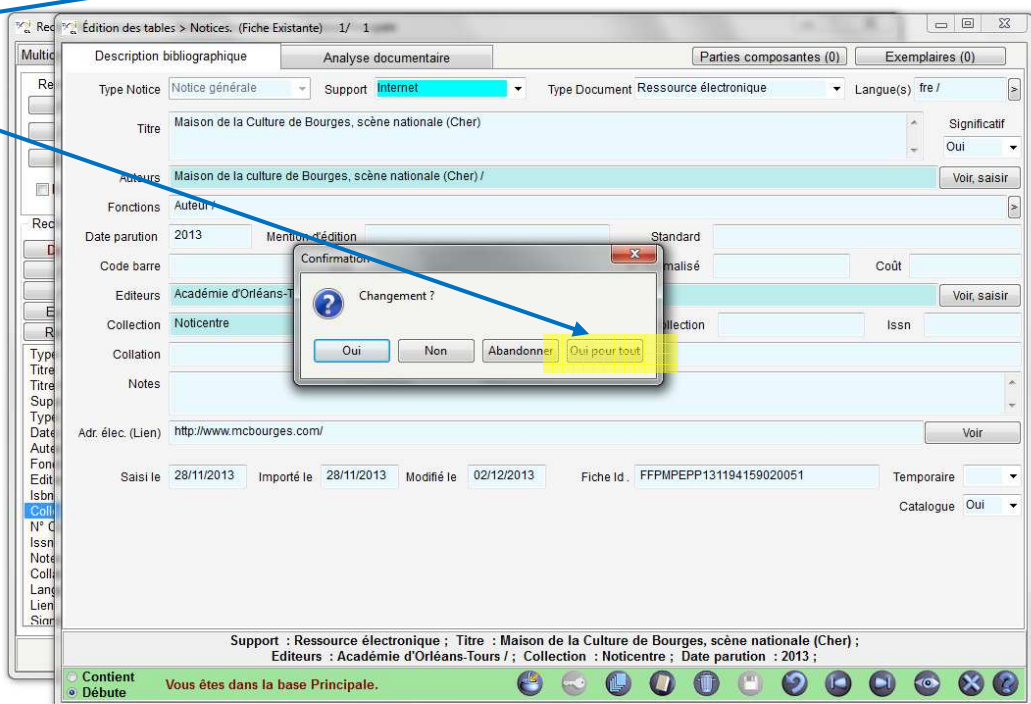 Édition des tables > Notices. (Fiche Existante) 1/ 1
Description bibliographique
Analyse documentaire
Parties composantes (0)
Exemplaires (0)
Type Notice Notice générale Support Internet Type Document Ressource électronique Langue(s) fre / >
Titre Maison de la Culture de Bourges, scène nationale (Cher) Significatif
Oui
Auteurs Maison de la culture de Bourges, scène nationale (Cher) / Voir, saisir
Fonctions Auteur / >
Date parution 2013 Mention d'édition Standard
Confirmation
Code barre Coût
Editeurs Voir, saisir
Changement ?
Collection Noticentre Issn
Oui Non Abandonner Oui pour tout
Collation
Notes
Adr. élec. (Lien) http://www.mcbourges.com/ Voir
Saisi le 28/11/2013 Importé le 28/11/2013 Modifié le 02/12/2013 Fiche Id . FFPMPEPP131194159020051 Temporaire
Catalogue Oui
Support : Ressource électronique ; Titre : Maison de la Culture de Bourges, scène nationale (Cher) ;
Editeurs : Académie d'Orléans-Tours / ; Collection : Noticentre ; Date parution : 2013 ;
Contient
Débute
Vous êtes dans la base Principale.